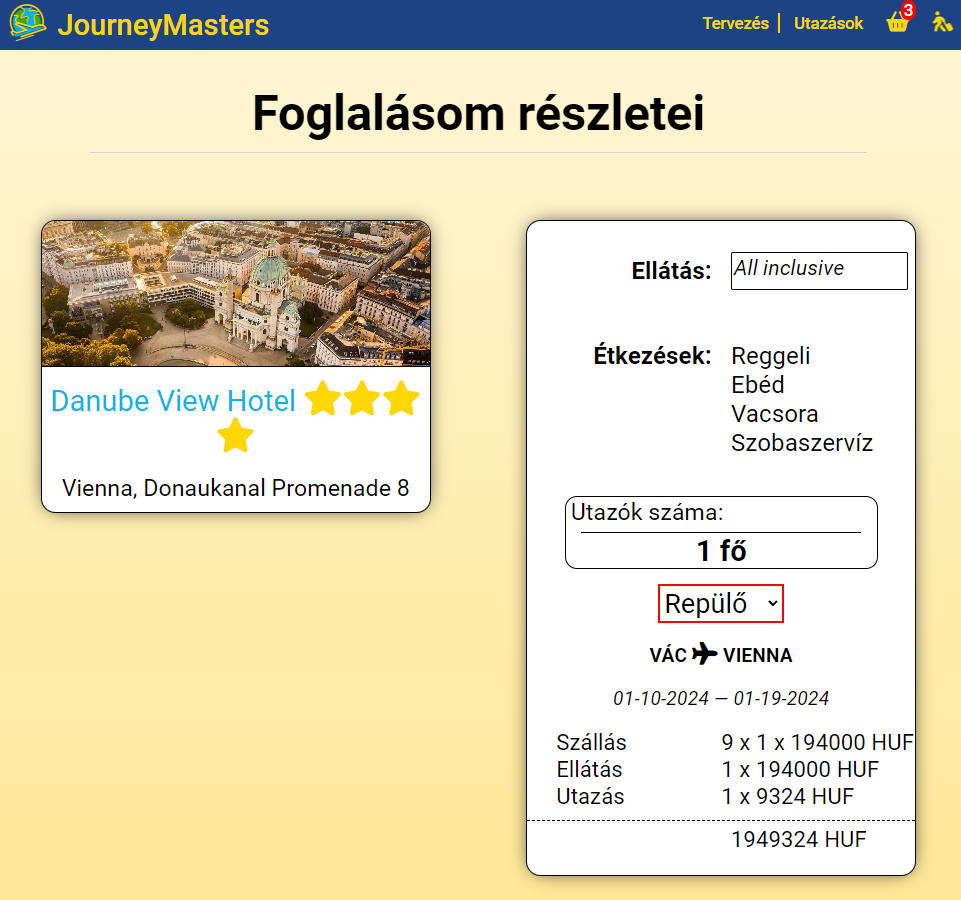 JourneyMasters
Tervezés
Utazások
3
Foglalásom részletei
Danube View Hotel
Vienna, Donaukanal Promenade 8
Ellátás: All inclusive
Étkezések: Reggeli
Ebéd
Vacsora
Szobaszervíz
Utazók száma:
1 fő
Repülő
VÁC VIENNA
01-10-2024 — 01-19-2024
Szállás 9 x 1 x 194000 HUF
Ellátás 1 x 194000 HUF
Utazás 1 x 9324 HUF
1949324 HUF